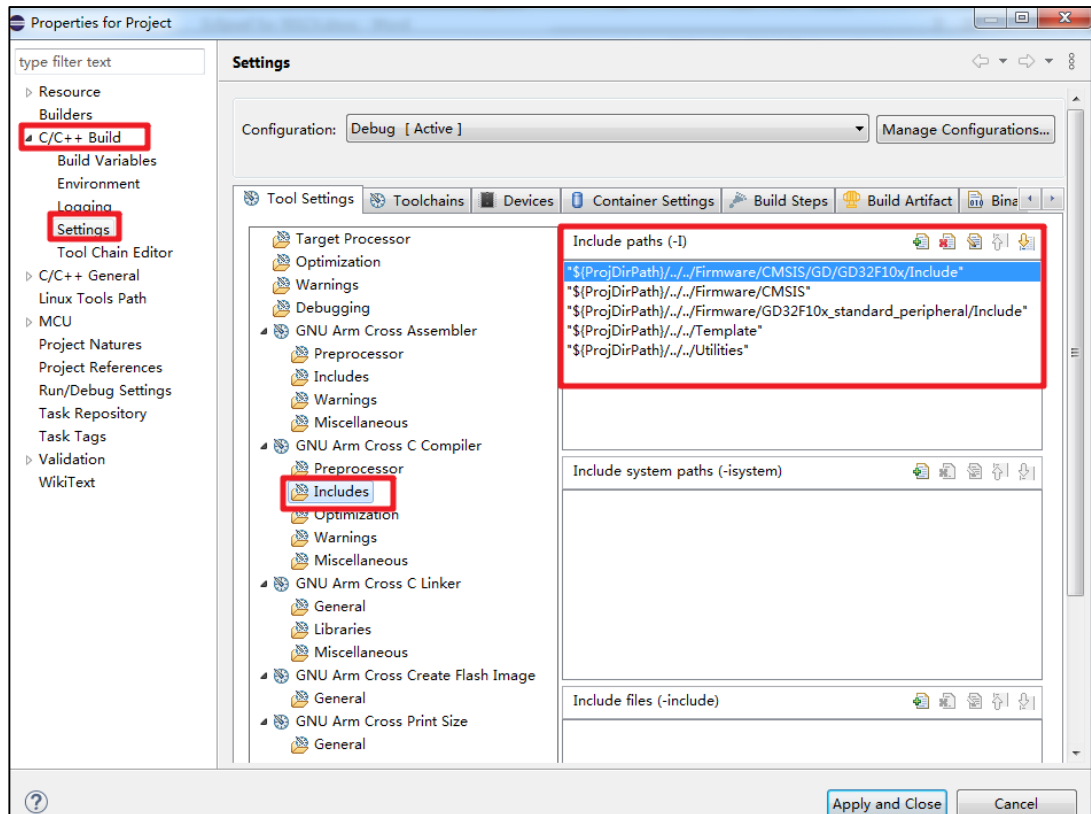 Properties for Project
type filter text
Resource
Builders
C/C++ Build
Build Variables
Environment
Logging
Settings
Tool Chain Editor
C/C++ General
Linux Tools Path
MCU
Project Natures
Project References
Run/Debug Settings
Task Repository
Task Tags
Validation
WikiText
Settings
Configuration: Debug [ Active ]
Manage Configurations...
Tool Settings
Toolchains
Devices
Container Settings
Build Steps
Build Artifact
Bina
Target Processor
Optimization
Warnings
Debugging
GNU Arm Cross Assembler
Preprocessor
Includes
Warnings
Miscellaneous
GNU Arm Cross C Compiler
Preprocessor
Includes
Optimization
Warnings
Miscellaneous
GNU Arm Cross C Linker
General
Libraries
Miscellaneous
GNU Arm Cross Create Flash Image
General
GNU Arm Cross Print Size
General
Include paths (-I)
"${ProjDirPath}/../../Firmware/CMSIS/GD/GD32F10x/Include"
"${ProjDirPath}/../../Firmware/CMSIS"
"${ProjDirPath}/../../Firmware/GD32F10x_standard_peripheral/Include"
"${ProjDirPath}/../../Template"
"${ProjDirPath}/../../Utilities"
Include system paths (-isystem)
Include files (-include)
Apply and Close
Cancel